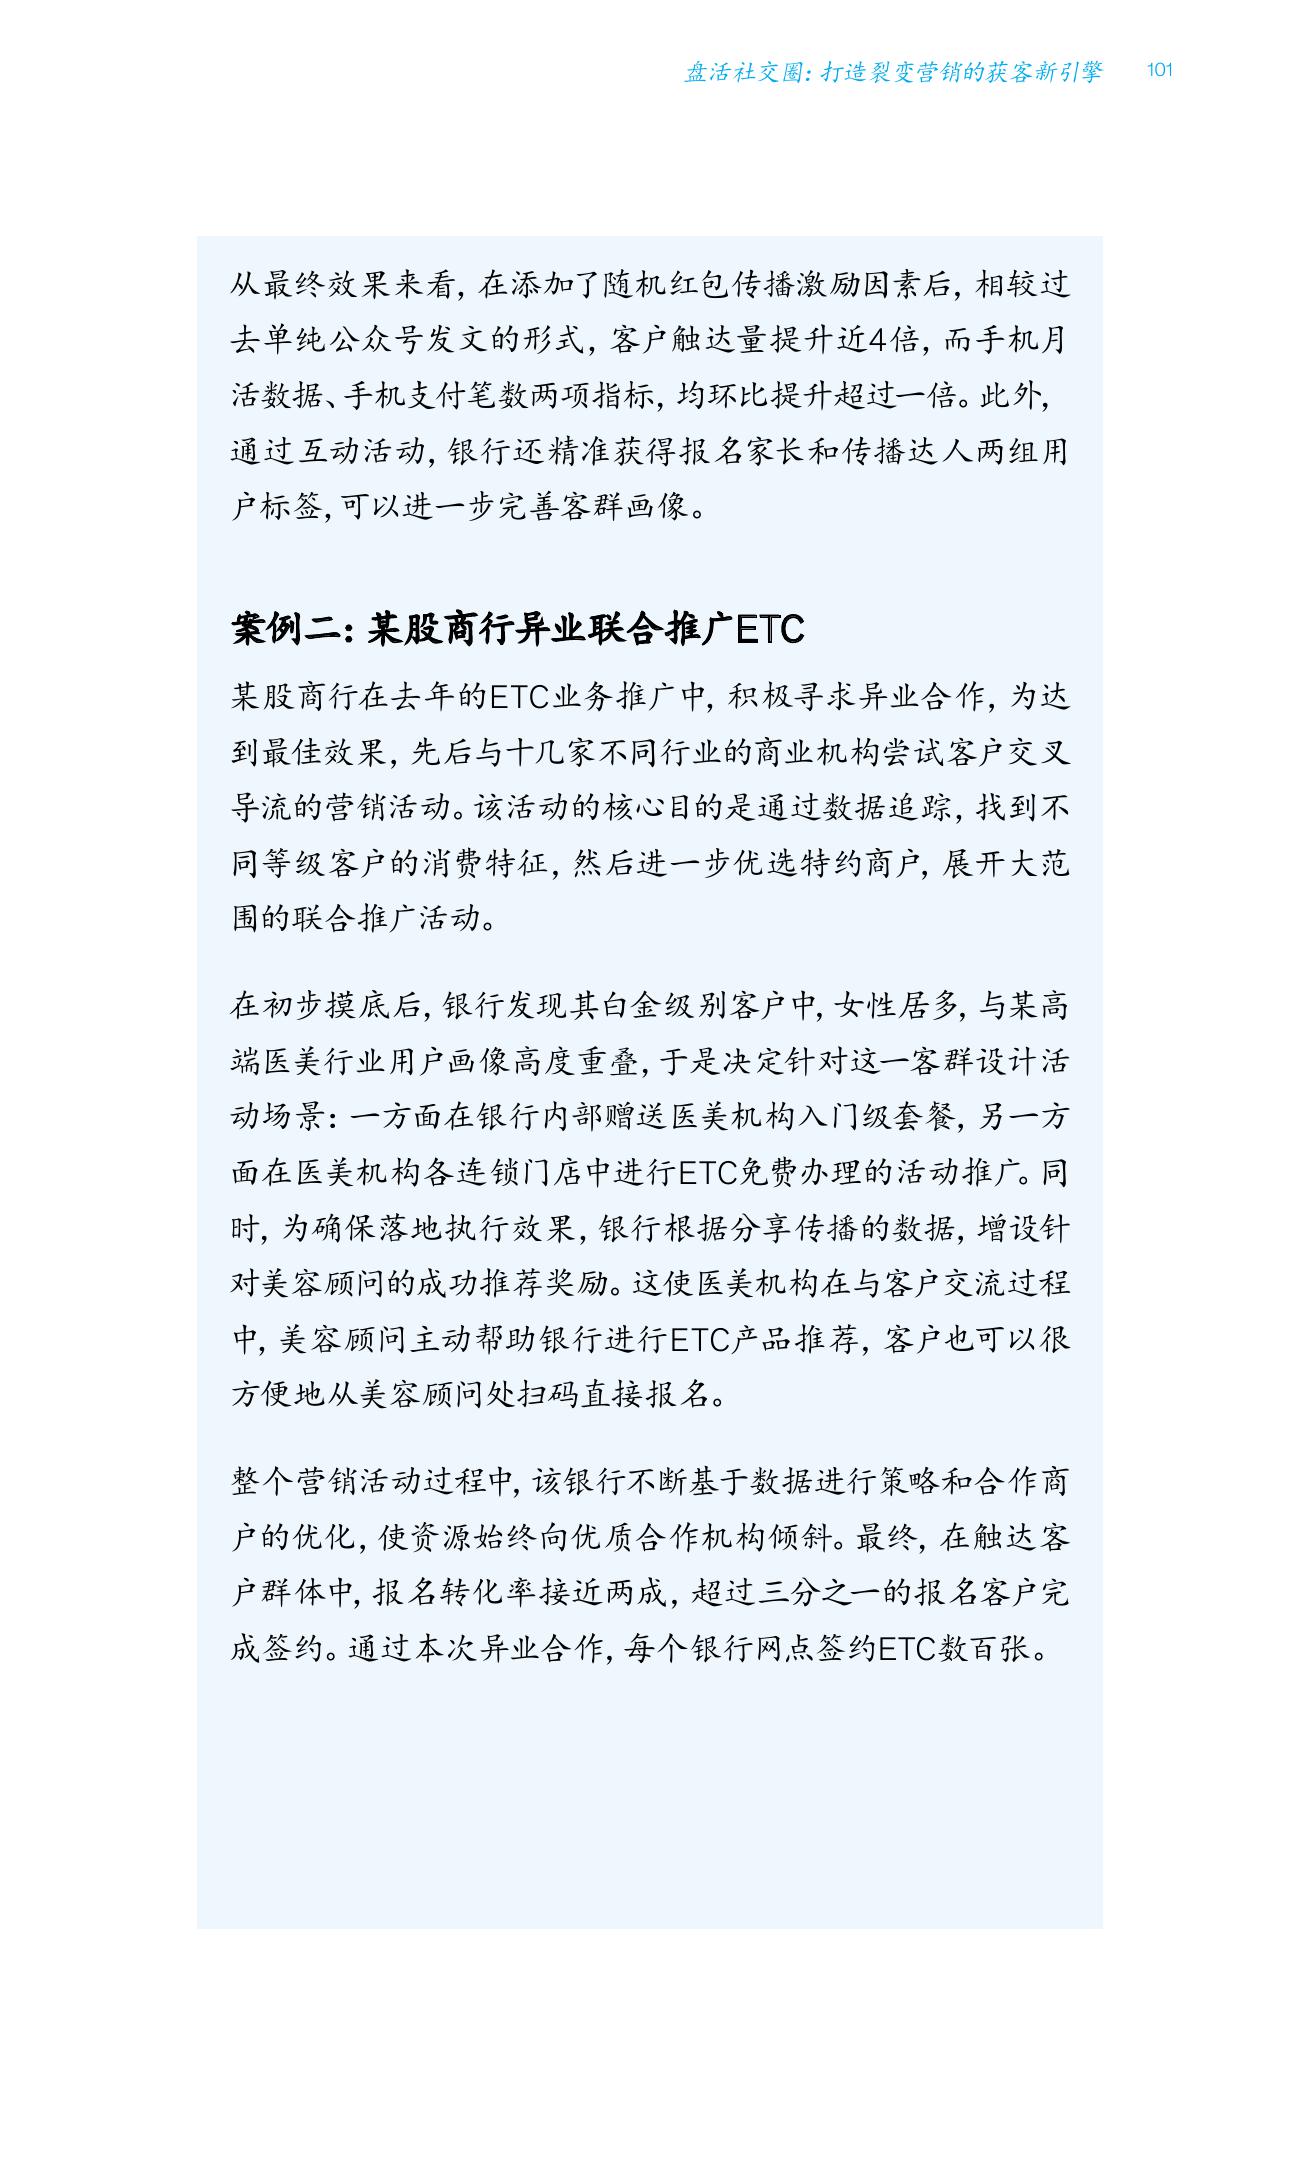 盘活社交圈：打造裂变营销的获客新引擎 101
从最终效果来看，在添加了随机红包传播激励因素后，相较过
去单纯公众号发文的形式，客户触达量提升近4倍，而手机月
活数据、手机支付笔数两项指标，均环比提升超过一倍。此外，
通过互动活动，银行还精准获得报名家长和传播达人两组用
户标签，可以进一步完善客群画像。
案例二：某股商行异业联合推广ETC
某股商行在去年的ETC业务推广中，积极寻求异业合作，为达
到最佳效果，先后与十几家不同行业的商业机构尝试客户交叉
导流的营销活动。该活动的核心目的是通过数据追踪，找到不
同等级客户的消费特征，然后进一步优选特约商户，展开大范
围的联合推广活动。
在初步摸底后，银行发现其白金级别客户中，女性居多，与某高
端医美行业用户画像高度重叠，于是决定针对这一客群设计活
动场景：一方面在银行内部赠送医美机构入门级套餐，另一方
面在医美机构各连锁门店中进行ETC免费办理的活动推广。同
时，为确保落地执行效果，银行根据分享传播的数据，增设针
对美容顾问的成功推荐奖励。这使医美机构在与客户交流过程
中，美容顾问主动帮助银行进行ETC产品推荐，客户也可以很
方便地从美容顾问处扫码直接报名。
整个营销活动过程中，该银行不断基于数据进行策略和合作商
户的优化，使资源始终向优质合作机构倾斜。最终，在触达客
户群体中，报名转化率接近两成，超过三分之一的报名客户完
成签约。通过本次异业合作，每个银行网点签约ETC数百张。